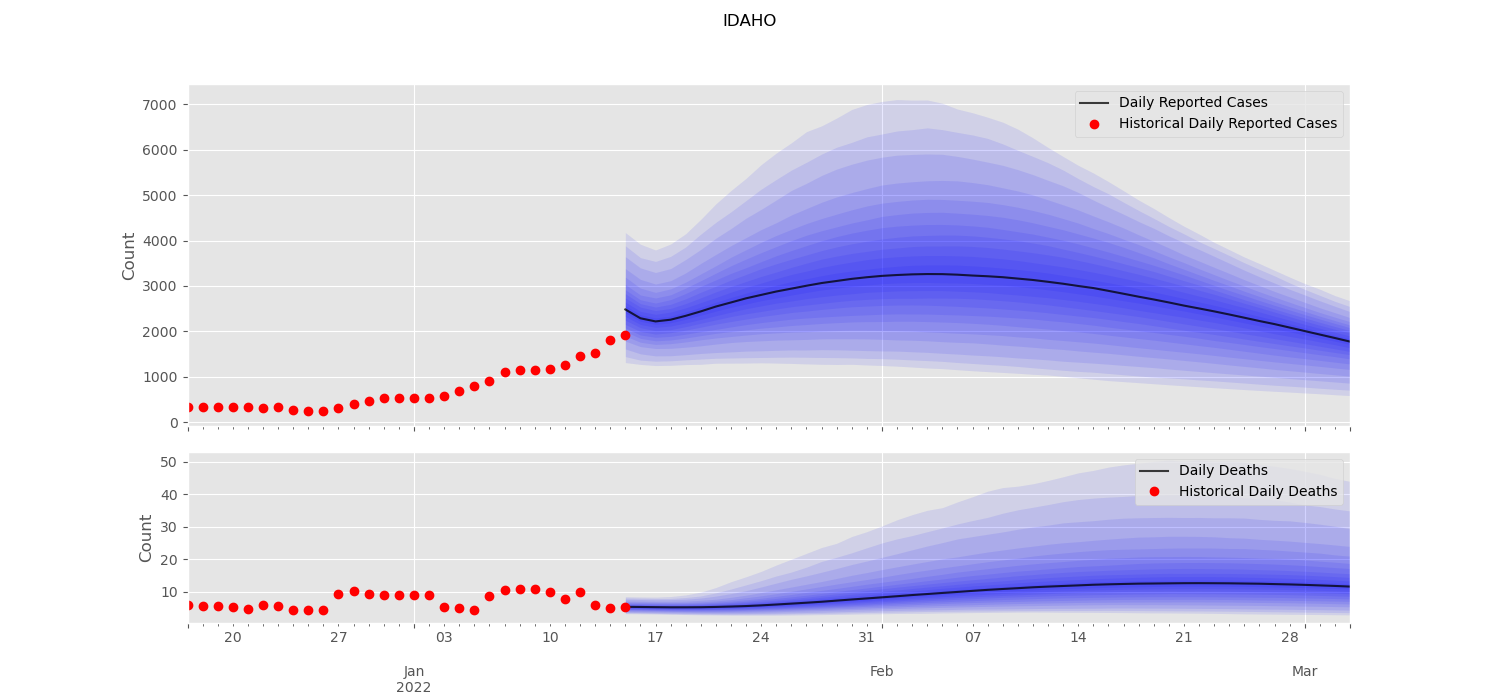 IDAHO
7000
6000
5000
4000
3000
2000
1000
0
Count
Daily Reported Cases
Historical Daily Reported Cases
50
40
30
20
10
Count
Daily Deaths
Historical Daily Deaths
20 27 03 10 17 24 31 07 14 21 28
Jan Feb Mar
2022